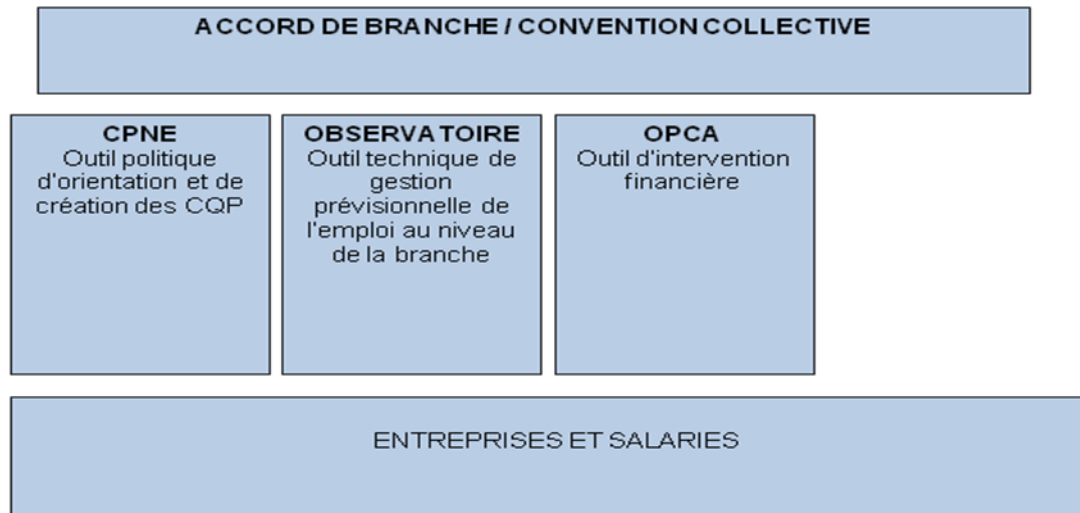 ACCORD DE BRANCHE / CONVENTION COLLECTIVE
CPNE
Outil politique
d'orientation et de
création des CQP
OBSERVATOIRE
Outil technique de
gestion
prévisionnelle de
l'emploi au niveau
de la branche
OPCA
Outil d'intervention
financière
ENTREPRISES ET SALARIES